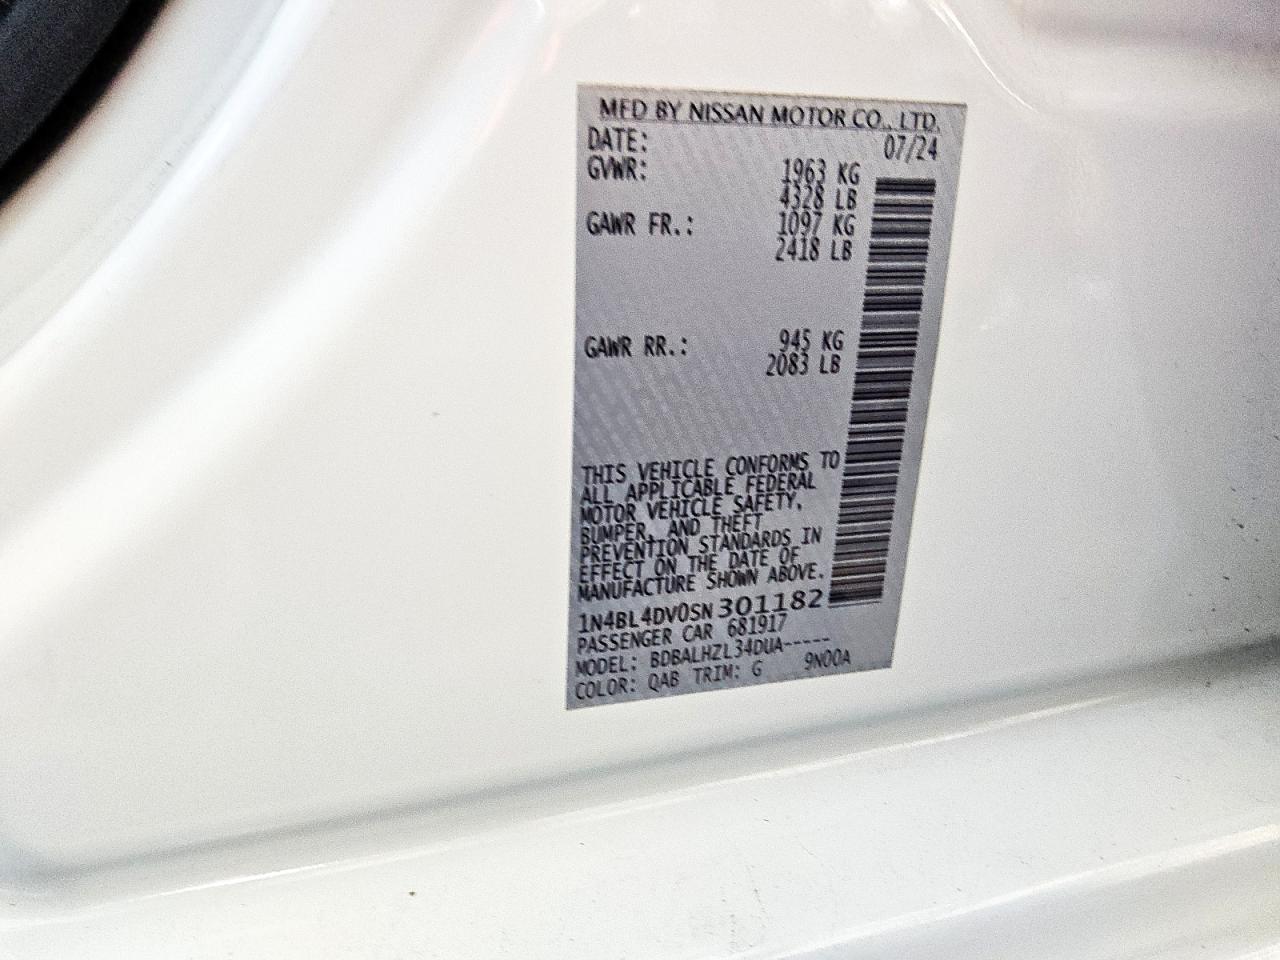 MFD BY NISSAN MOTOR CO., LTD.
DATE: 07/24
GVWR: 1963 KG
4328 LB
GAWR FR.: 1097 KG
2418 LB
GAWR RR.: 945 KG
2083 LB
THIS VEHICLE CONFORMS TO
ALL APPLICABLE FEDERAL
MOTOR VEHICLE SAFETY,
BUMPER, AND THEFT
PREVENTION STANDARDS IN
EFFECT ON THE DATE OF
MANUFACTURE SHOWN ABOVE.
1N4BL4DV0SN301182
PASSENGER CAR 681917
MODEL: BDBALHZL34DUA-----
COLOR: QAB TRIM: G 9N00A